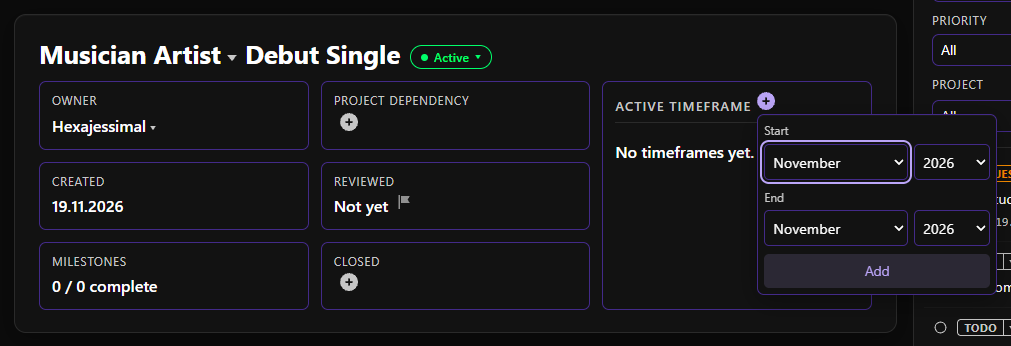 Musician Artist Debut Single Active
OWNER
Hexajessimal
PROJECT DEPENDENCY
ACTIVE TIMEFRAME
No timeframes yet.
CREATED
19.11.2026
REVIEWED
Not yet
MILESTONES
0 / 0 complete
CLOSED
Start
November 2026
End
November 2026
Add
PRIORITY
All
PROJECT
TODO